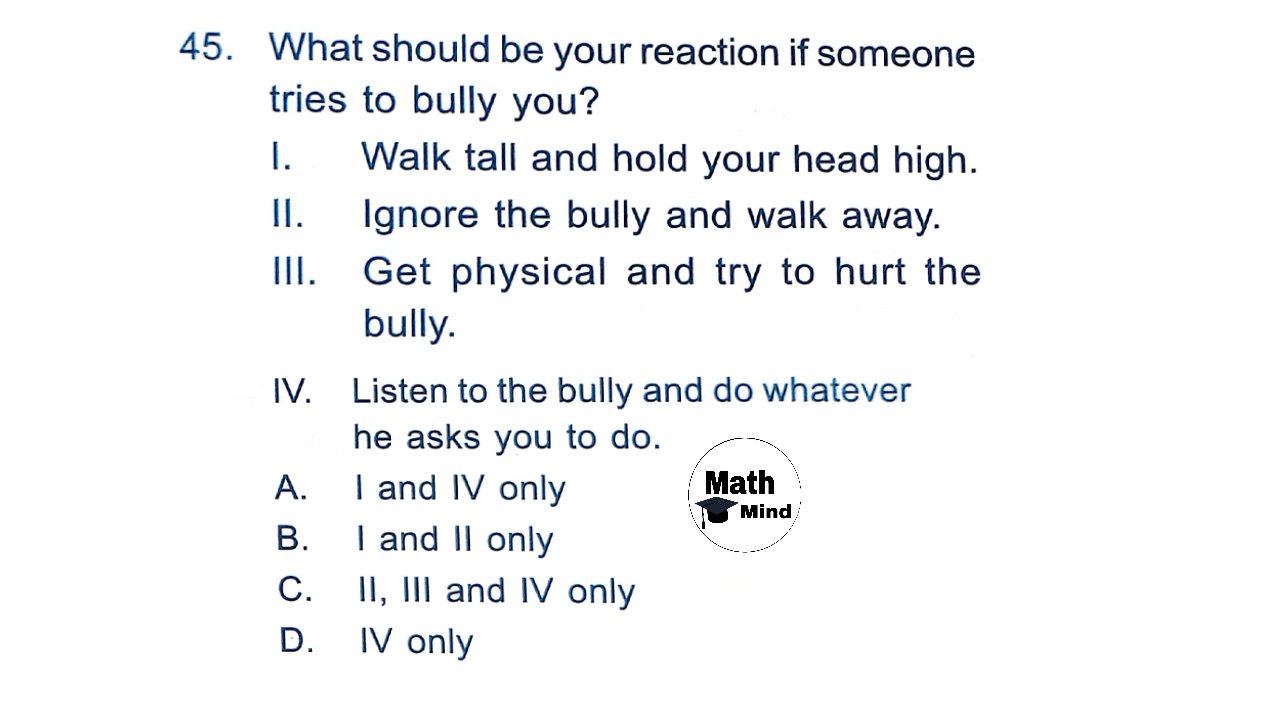 45. What should be your reaction if someone
tries to bully you?
I. Walk tall and hold your head high.
II. Ignore the bully and walk away.
III. Get physical and try to hurt the
bully.
IV. Listen to the bully and do whatever
he asks you to do.
A. I and IV only
B. I and II only
C. II, III and IV only
D. IV only
Math
Mind